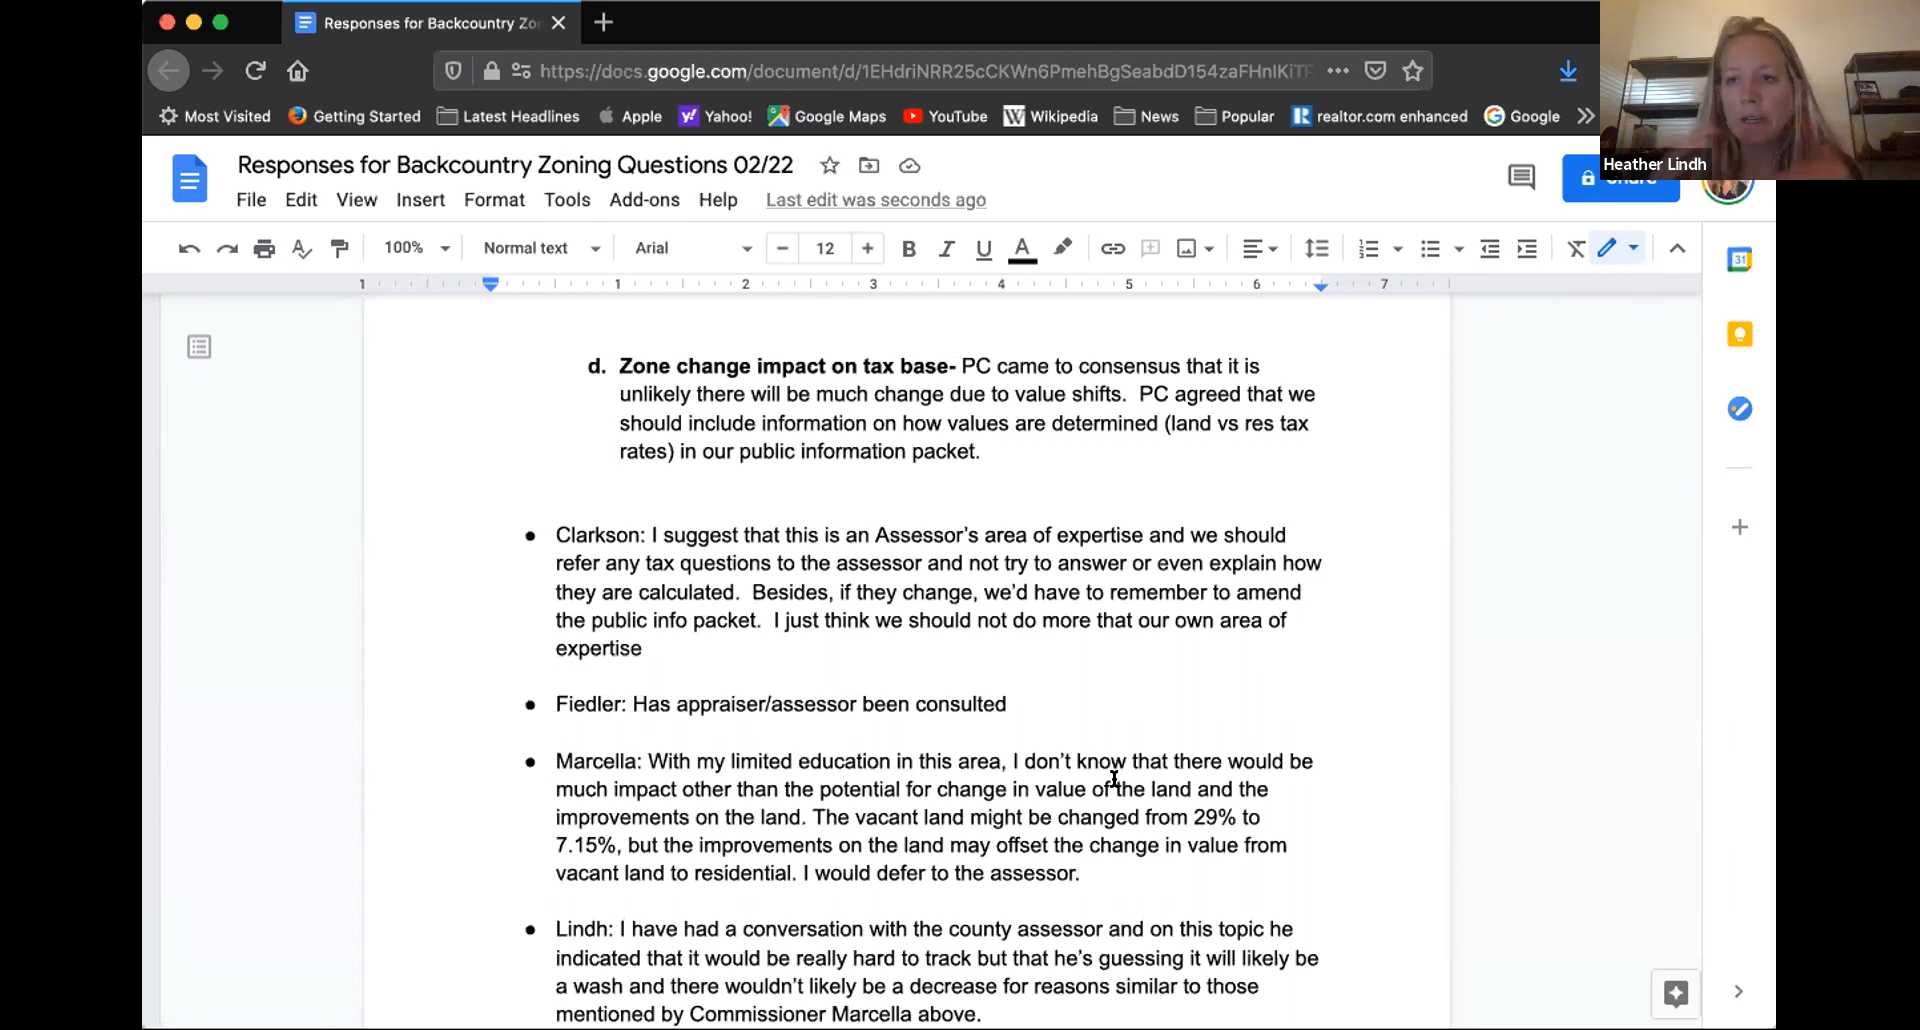 Responses for Backcountry Zo
https://docs.google.com/document/d/1EHdriNRR25cCKWn6PmehBgSeabdD154zaFHnIKiTF
Most Visited Getting Started Latest Headlines Apple Yahoo! Google Maps YouTube Wikipedia News Popular realtor.com enhanced Google
Heather Lindh
Responses for Backcountry Zoning Questions 02/22
Share
File Edit View Insert Format Tools Add-ons Help Last edit was seconds ago
100% Normal text Arial 12
31
1 1 2 3 4 5 6 7
d. Zone change impact on tax base- PC came to consensus that it is
unlikely there will be much change due to value shifts.  PC agreed that we
should include information on how values are determined (land vs res tax
rates) in our public information packet.
● Clarkson: I suggest that this is an Assessor’s area of expertise and we should
refer any tax questions to the assessor and not try to answer or even explain how
they are calculated.  Besides, if they change, we’d have to remember to amend
the public info packet.  I just think we should not do more that our own area of
expertise
● Fiedler: Has appraiser/assessor been consulted
● Marcella: With my limited education in this area, I don’t know that there would be
much impact other than the potential for change in value of the land and the
improvements on the land. The vacant land might be changed from 29% to
7.15%, but the improvements on the land may offset the change in value from
vacant land to residential. I would defer to the assessor.
● Lindh: I have had a conversation with the county assessor and on this topic he
indicated that it would be really hard to track but that he’s guessing it will likely be
a wash and there wouldn’t likely be a decrease for reasons similar to those
mentioned by Commissioner Marcella above.